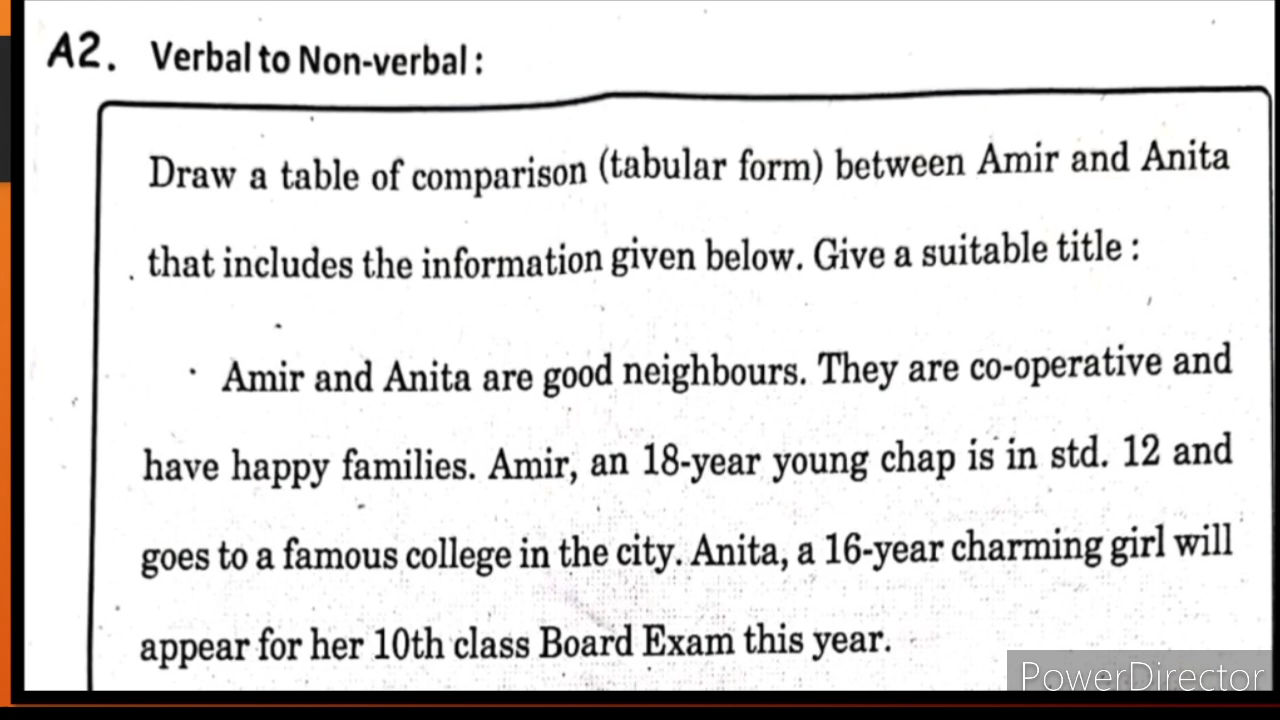 A2. Verbal to Non-verbal :
Draw a table of comparison (tabular form) between Amir and Anita
that includes the information given below. Give a suitable title :
Amir and Anita are good neighbours. They are co-operative and
have happy families. Amir, an 18-year young chap is in std. 12 and
goes to a famous college in the city. Anita, a 16-year charming girl will
appear for her 10th class Board Exam this year.
PowerDirector